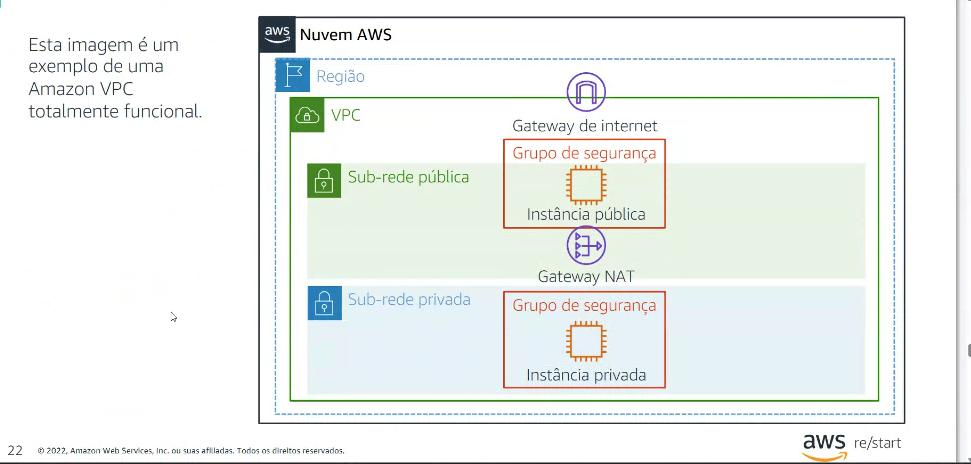 Esta imagem é um
exemplo de uma
Amazon VPC
totalmente funcional.
aws
Nuvem AWS
Região
VPC
Gateway de internet
Grupo de segurança
Sub-rede pública
Instância pública
Gateway NAT
Sub-rede privada
Grupo de segurança
Instância privada
22
© 2022, Amazon Web Services, Inc. ou suas afiliadas. Todos os direitos reservados.
aws re/start